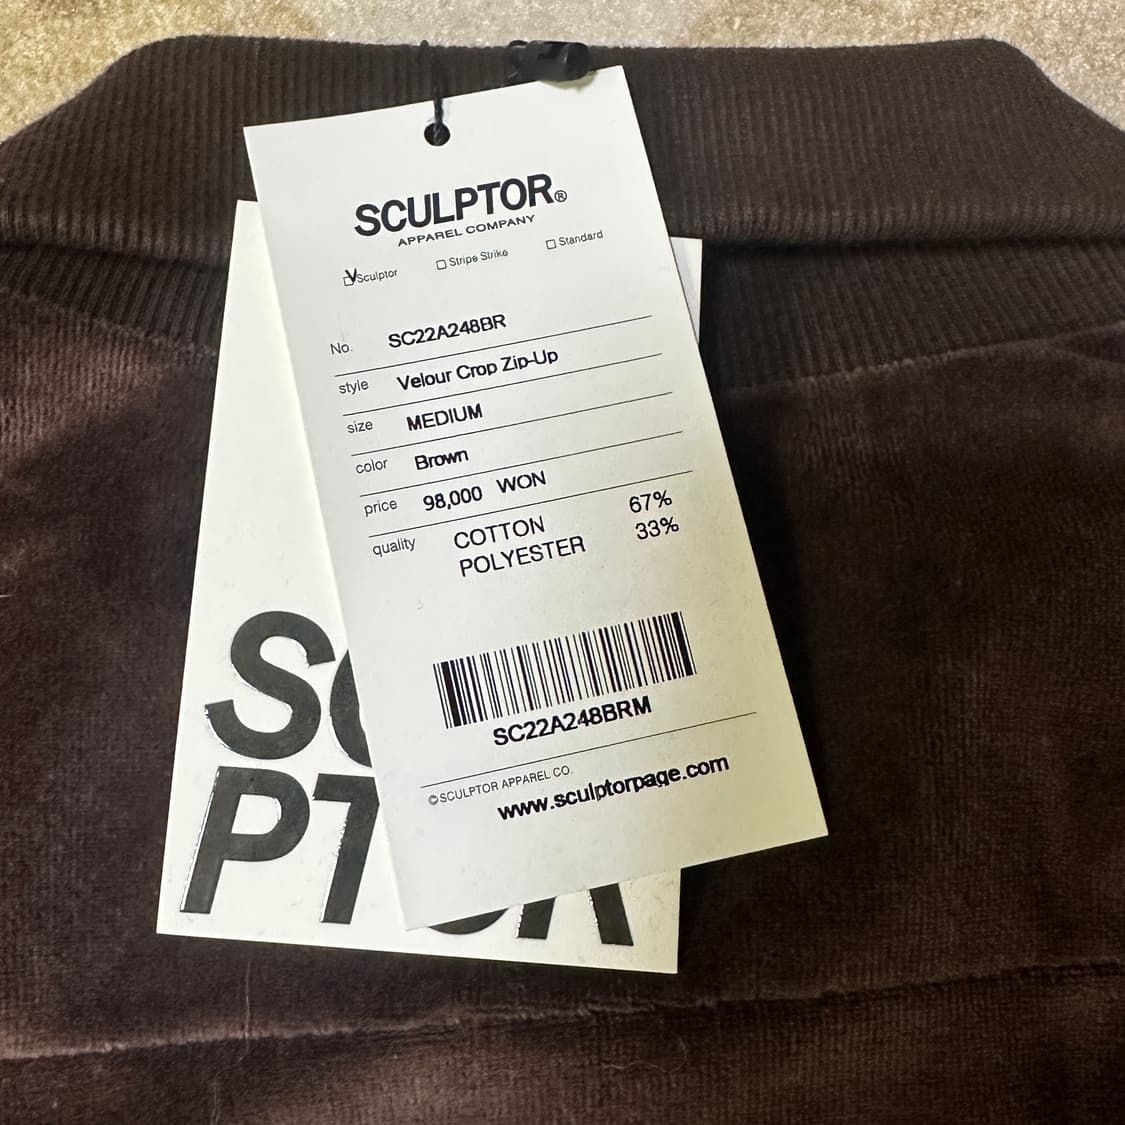 SCULPTOR®
APPAREL COMPANY
Sculptor Stripe Strike Standard
No. SC22A248BR
style Velour Crop Zip-Up
size MEDIUM
color Brown
price 98,000 WON
quality COTTON 67%
POLYESTER 33%
SC22A248BRM
©SCULPTOR APPAREL CO.
www.sculptorpage.com
SC
PTOR